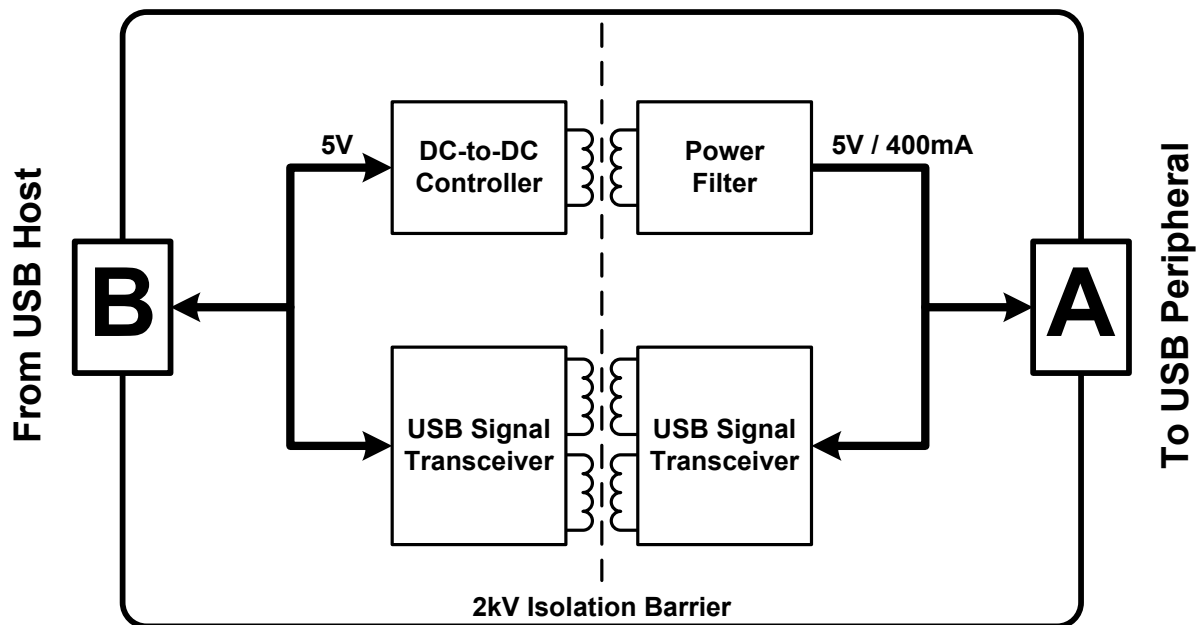 From USB Host
B
5V
DC-to-DC
Controller
Power
Filter
5V / 400mA
USB Signal
Transceiver
USB Signal
Transceiver
A
To USB Peripheral
2kV Isolation Barrier